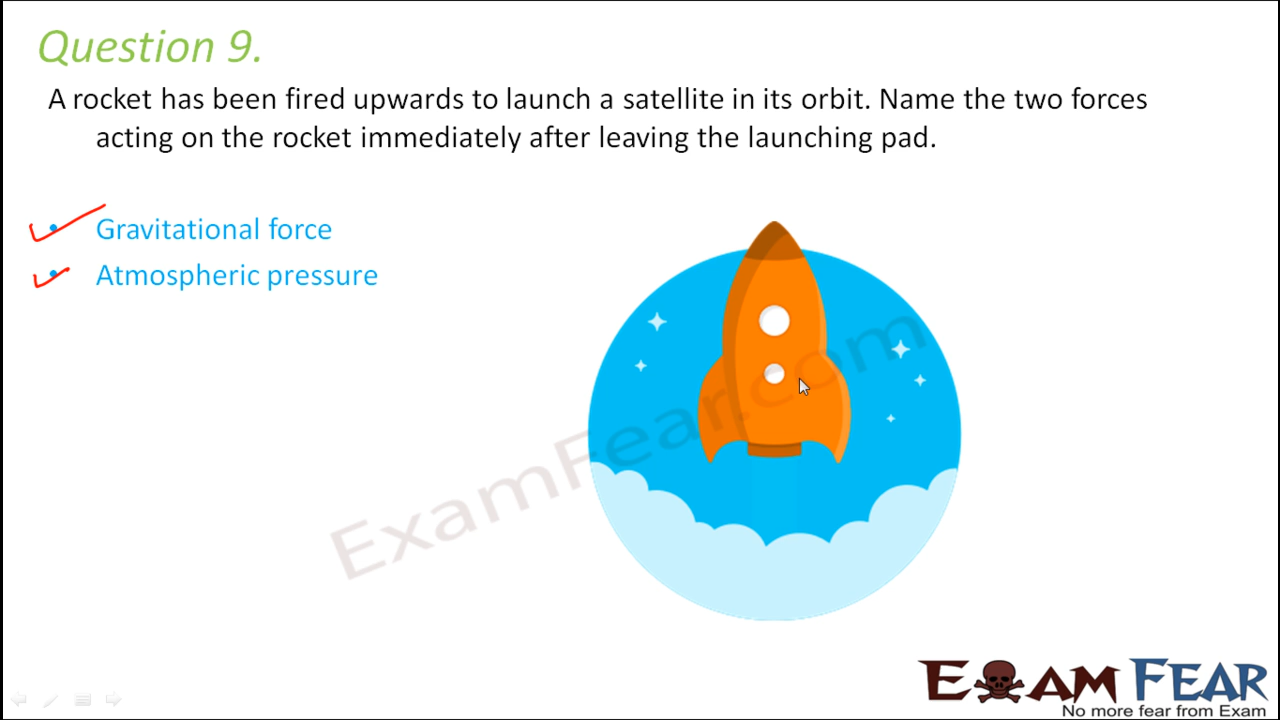 Question 9.
A rocket has been fired upwards to launch a satellite in its orbit. Name the two forces
acting on the rocket immediately after leaving the launching pad.
• Gravitational force
• Atmospheric pressure
ExamFear.com
EXAM FEAR
No more fear from Exam